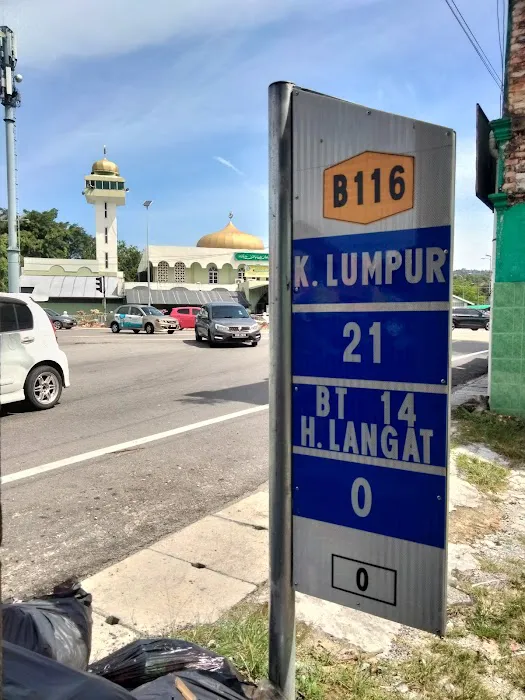 B116
K. LUMPUR
21
BT 14
H. LANGAT
0
0